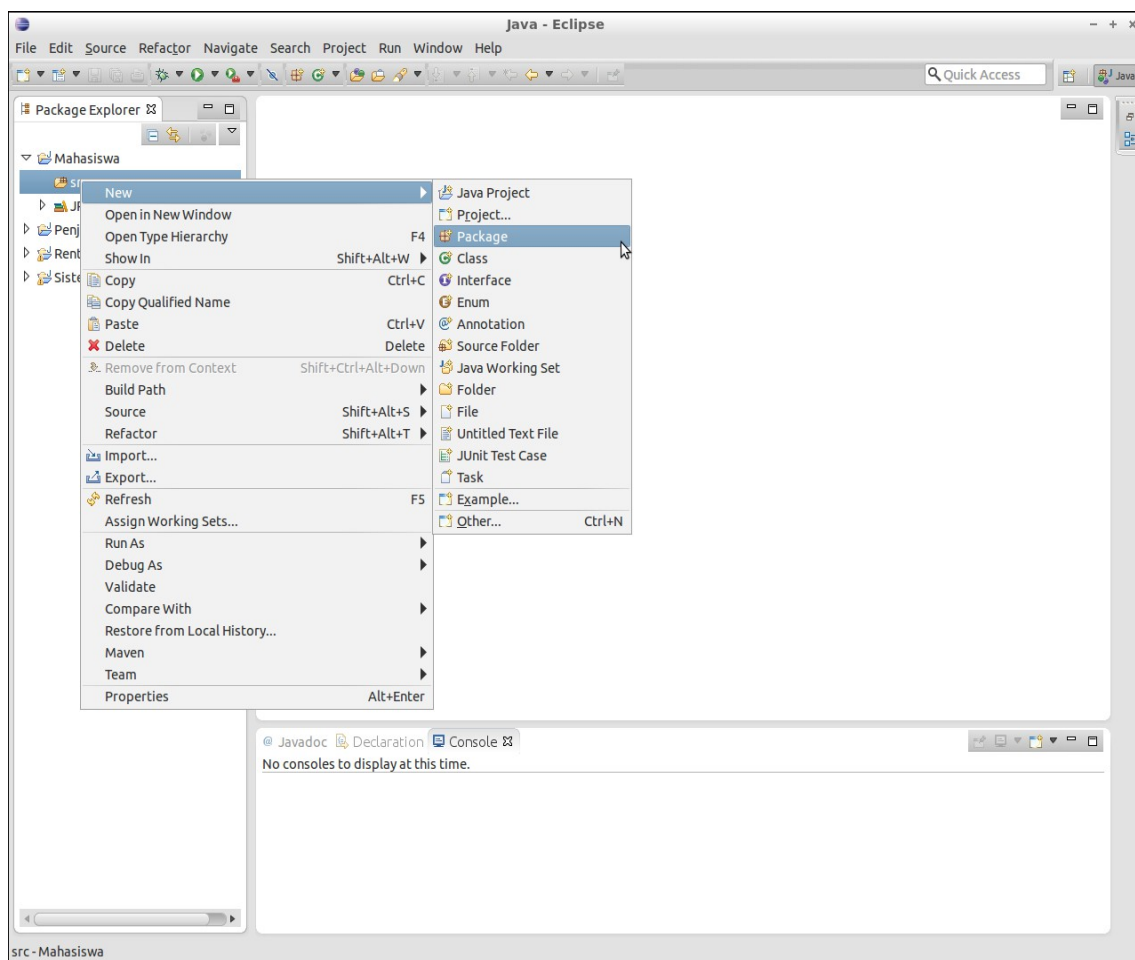 Java - Eclipse
File Edit Source Refactor Navigate Search Project Run Window Help
Quick Access
Java
Package Explorer
Mahasiswa
New
Open in New Window
Open Type Hierarchy F4
Show In Shift+Alt+W
Copy Ctrl+C
Copy Qualified Name
Paste Ctrl+V
Delete Delete
Remove from Context Shift+Ctrl+Alt+Down
Build Path
Source Shift+Alt+S
Refactor Shift+Alt+T
Import...
Export...
Refresh F5
Assign Working Sets...
Run As
Debug As
Validate
Compare With
Restore from Local History...
Maven
Team
Properties Alt+Enter
Java Project
Project...
Package
Class
Interface
Enum
Annotation
Source Folder
Java Working Set
Folder
File
Untitled Text File
JUnit Test Case
Task
Example...
Other... Ctrl+N
Penj
Rent
Siste
Javadoc Declaration Console
No consoles to display at this time.
src - Mahasiswa